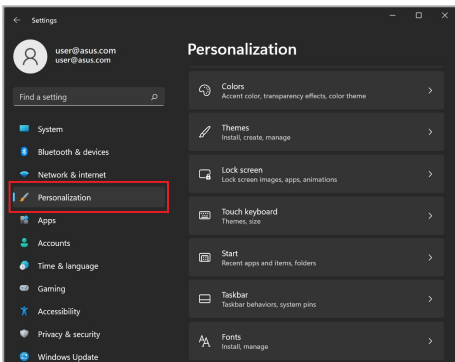 Settings
user@asus.com
user@asus.com
Find a setting
System
Bluetooth & devices
Network & internet
Personalization
Apps
Accounts
Time & language
Gaming
Accessibility
Privacy & security
Windows Update
Personalization
Colors
Accent color, transparency effects, color theme
Themes
Install, create, manage
Lock screen
Lock screen images, apps, animations
Touch keyboard
Themes, size
Start
Recent apps and items, folders
Taskbar
Taskbar behaviors, system pins
Fonts
Install, manage